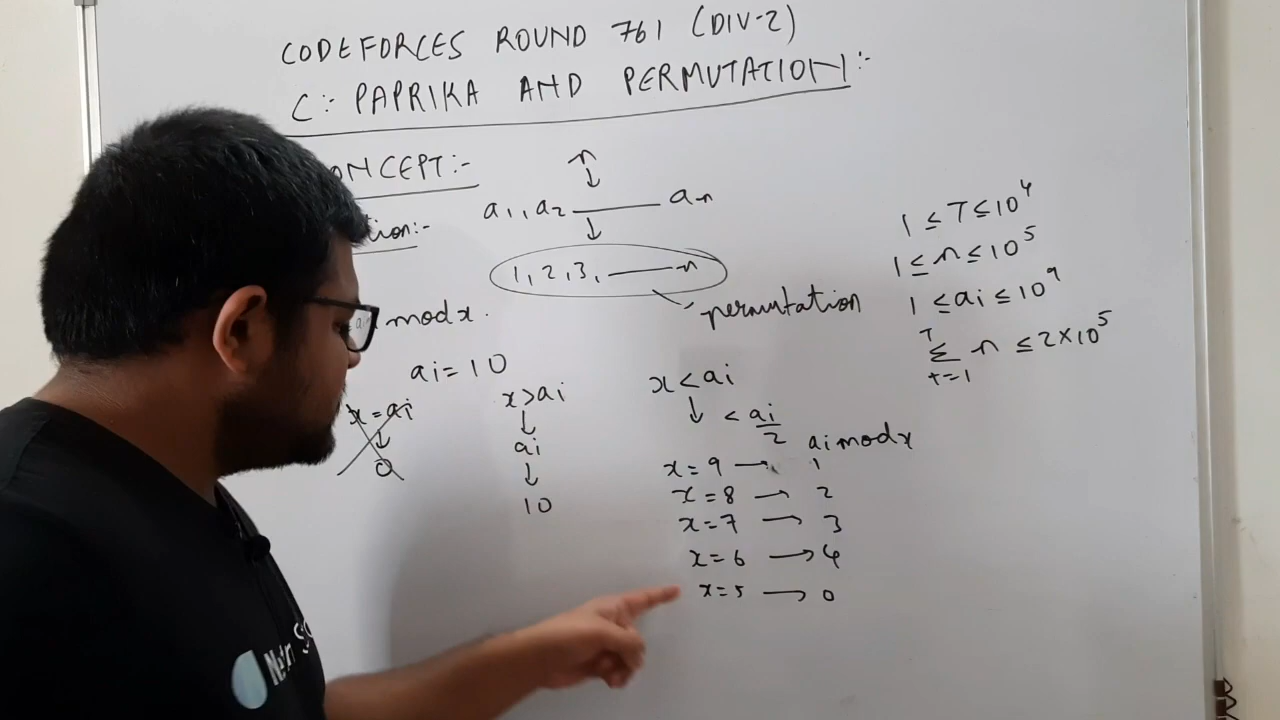 CODEFORCES ROUND 761 (DIV-2)
C:- PAPRIKA AND PERMUTATION:-
ONCEPT:-
tion:-
n
↓
a1, a2 ——— an
↓
1, 2, 3, ——— n
permutation
mod x.
ai = 10
x = ai
↓
0
x > ai
↓
ai
↓
10
x < ai
↓ < ai/2
ai mod x
x = 9 → 1
x = 8 → 2
x = 7 → 3
x = 6 → 4
x = 5 → 0
1 ≤ T ≤ 10^4
1 ≤ n ≤ 10^5
1 ≤ ai ≤ 10^9
T
Σ n ≤ 2×10^5
t=1